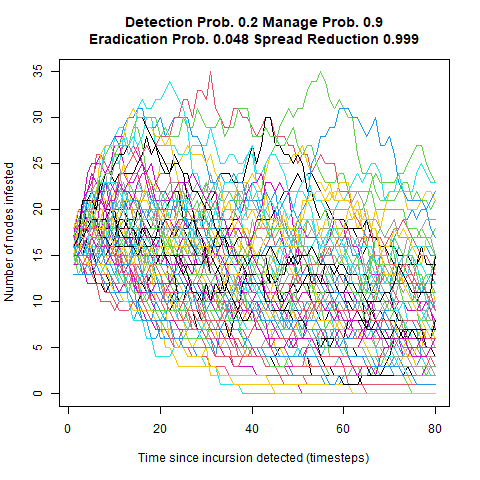 Detection Prob. 0.2 Manage Prob. 0.9
Eradication Prob. 0.048 Spread Reduction 0.999
Number of nodes infested
35
30
25
20
15
10
5
0
0 20 40 60 80
Time since incursion detected (timesteps)